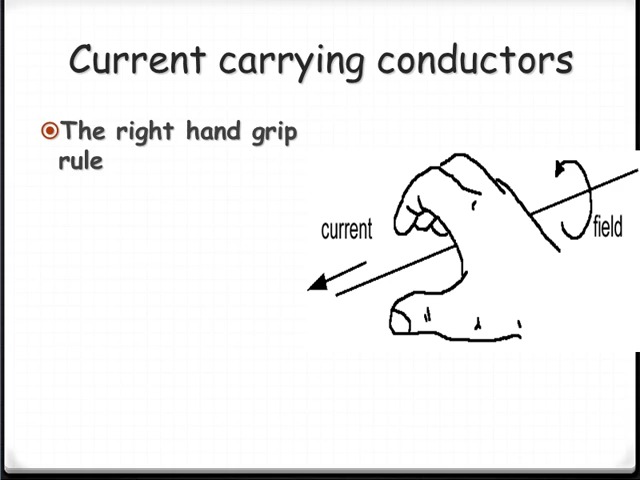 Current carrying conductors
The right hand grip
rule
current
field